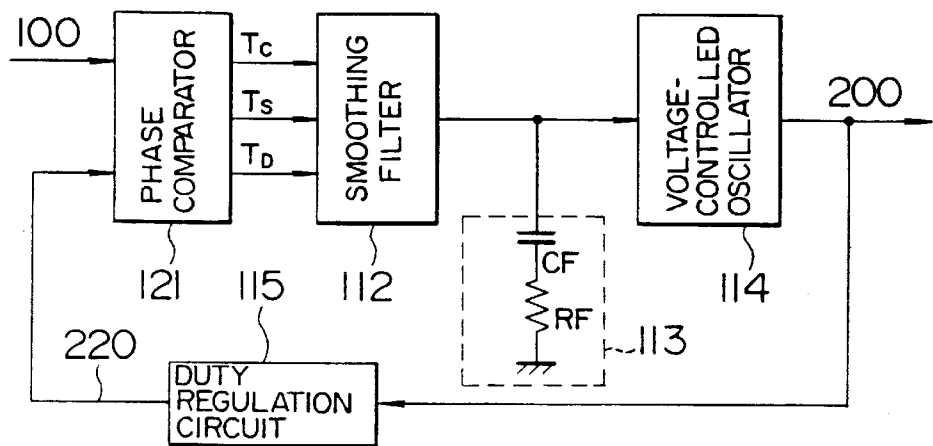 100
PHASE
COMPARATOR
Tc
Ts
TD
SMOOTHING
FILTER
VOLTAGE-
CONTROLLED
OSCILLATOR
200
121
115
112
CF
RF
113
114
220
DUTY
REGULATION
CIRCUIT